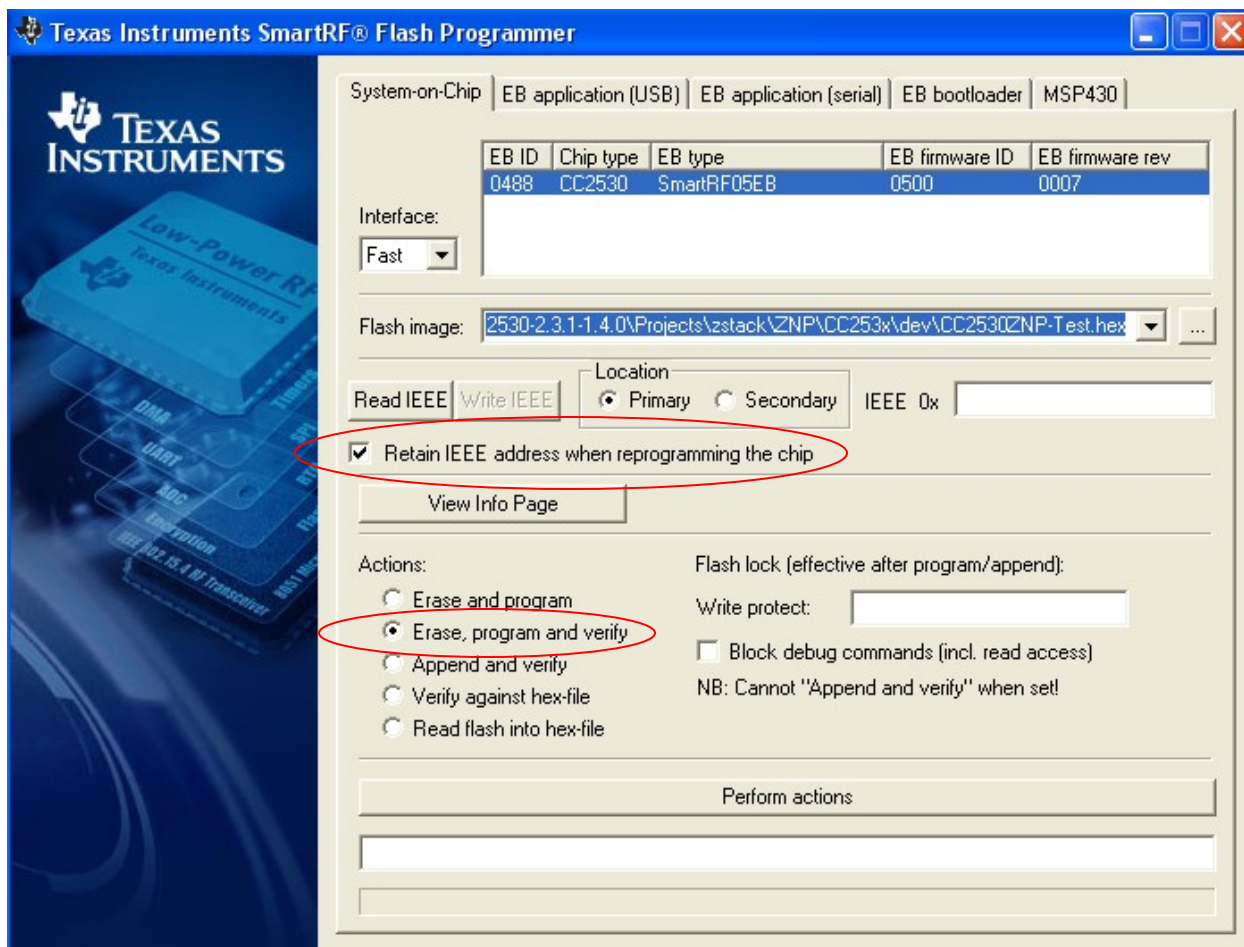 Texas Instruments SmartRF® Flash Programmer
TEXAS
INSTRUMENTS
Low-Power RF
Texas Instruments
DMA
UART
ADC
Encryption
IEEE 802.15.4 RF Transceiver
Timers
SPI
System-on-Chip EB application (USB) EB application (serial) EB bootloader MSP430
EB ID Chip type EB type EB firmware ID EB firmware rev
0488 CC2530 SmartRF05EB 0500 0007
Interface:
Fast
Flash image: 2530-2.3.1-1.4.0\Projects\zstack\ZNP\CC253x\dev\CC2530ZNP-Test.hex ...
Location
Read IEEE Write IEEE Primary Secondary IEEE 0x
Retain IEEE address when reprogramming the chip
View Info Page
Actions:
Erase and program
Erase, program and verify
Append and verify
Verify against hex-file
Read flash into hex-file
Flash lock (effective after program/append):
Write protect:
Block debug commands (incl. read access)
NB: Cannot "Append and verify" when set!
Perform actions